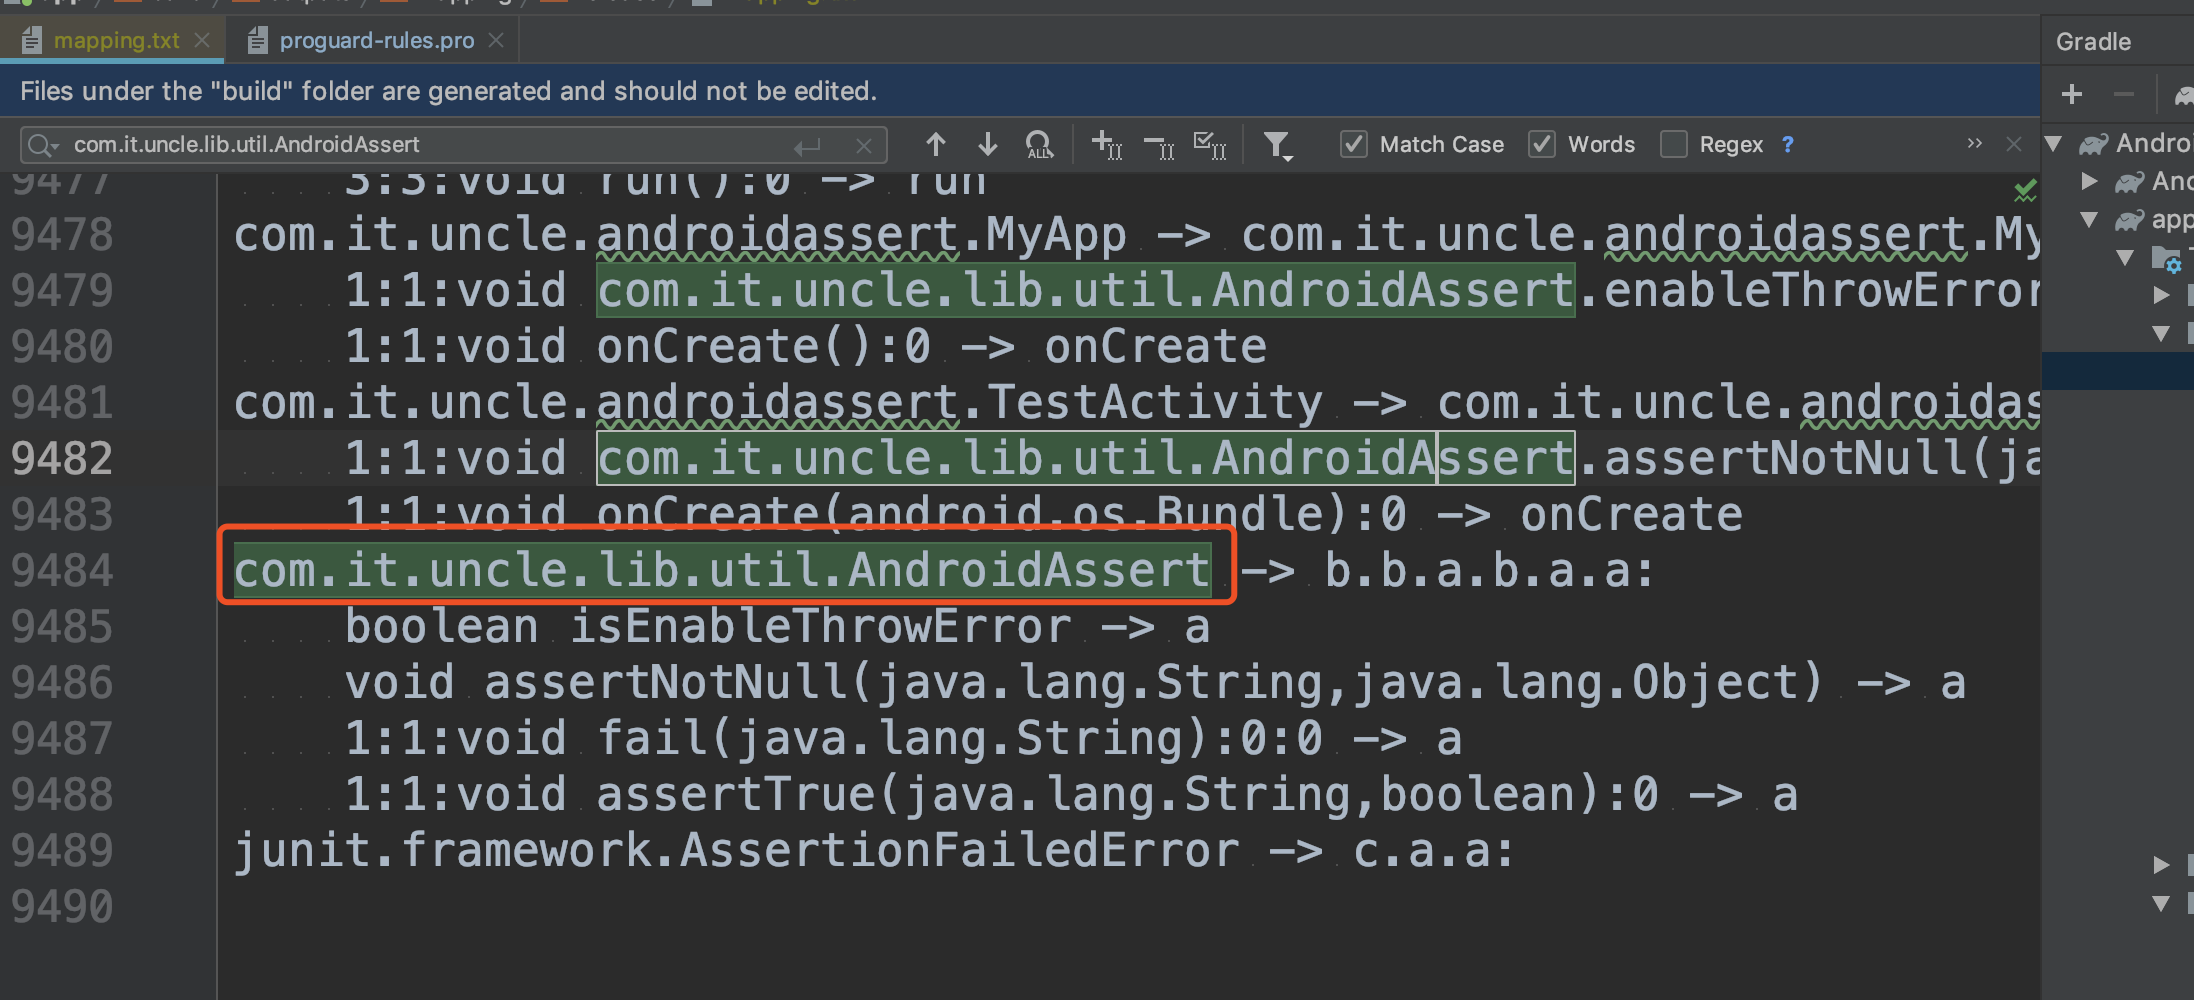 mapping.txt
proguard-rules.pro
Gradle
Files under the "build" folder are generated and should not be edited.
com.it.uncle.lib.util.AndroidAssert
Match Case
Words
Regex
?
9477 3:3:void run():0 -> run
9478 com.it.uncle.androidassert.MyApp -> com.it.uncle.androidassert.My
9479 1:1:void com.it.uncle.lib.util.AndroidAssert.enableThrowError
9480 1:1:void onCreate():0 -> onCreate
9481 com.it.uncle.androidassert.TestActivity -> com.it.uncle.androidas
9482 1:1:void com.it.uncle.lib.util.AndroidAssert.assertNotNull(ja
9483 1:1:void onCreate(android.os.Bundle):0 -> onCreate
9484 com.it.uncle.lib.util.AndroidAssert -> b.b.a.b.a.a:
9485 boolean isEnableThrowError -> a
9486 void assertNotNull(java.lang.String,java.lang.Object) -> a
9487 1:1:void fail(java.lang.String):0:0 -> a
9488 1:1:void assertTrue(java.lang.String,boolean):0 -> a
9489 junit.framework.AssertionFailedError -> c.a.a:
9490
Androi
And
app